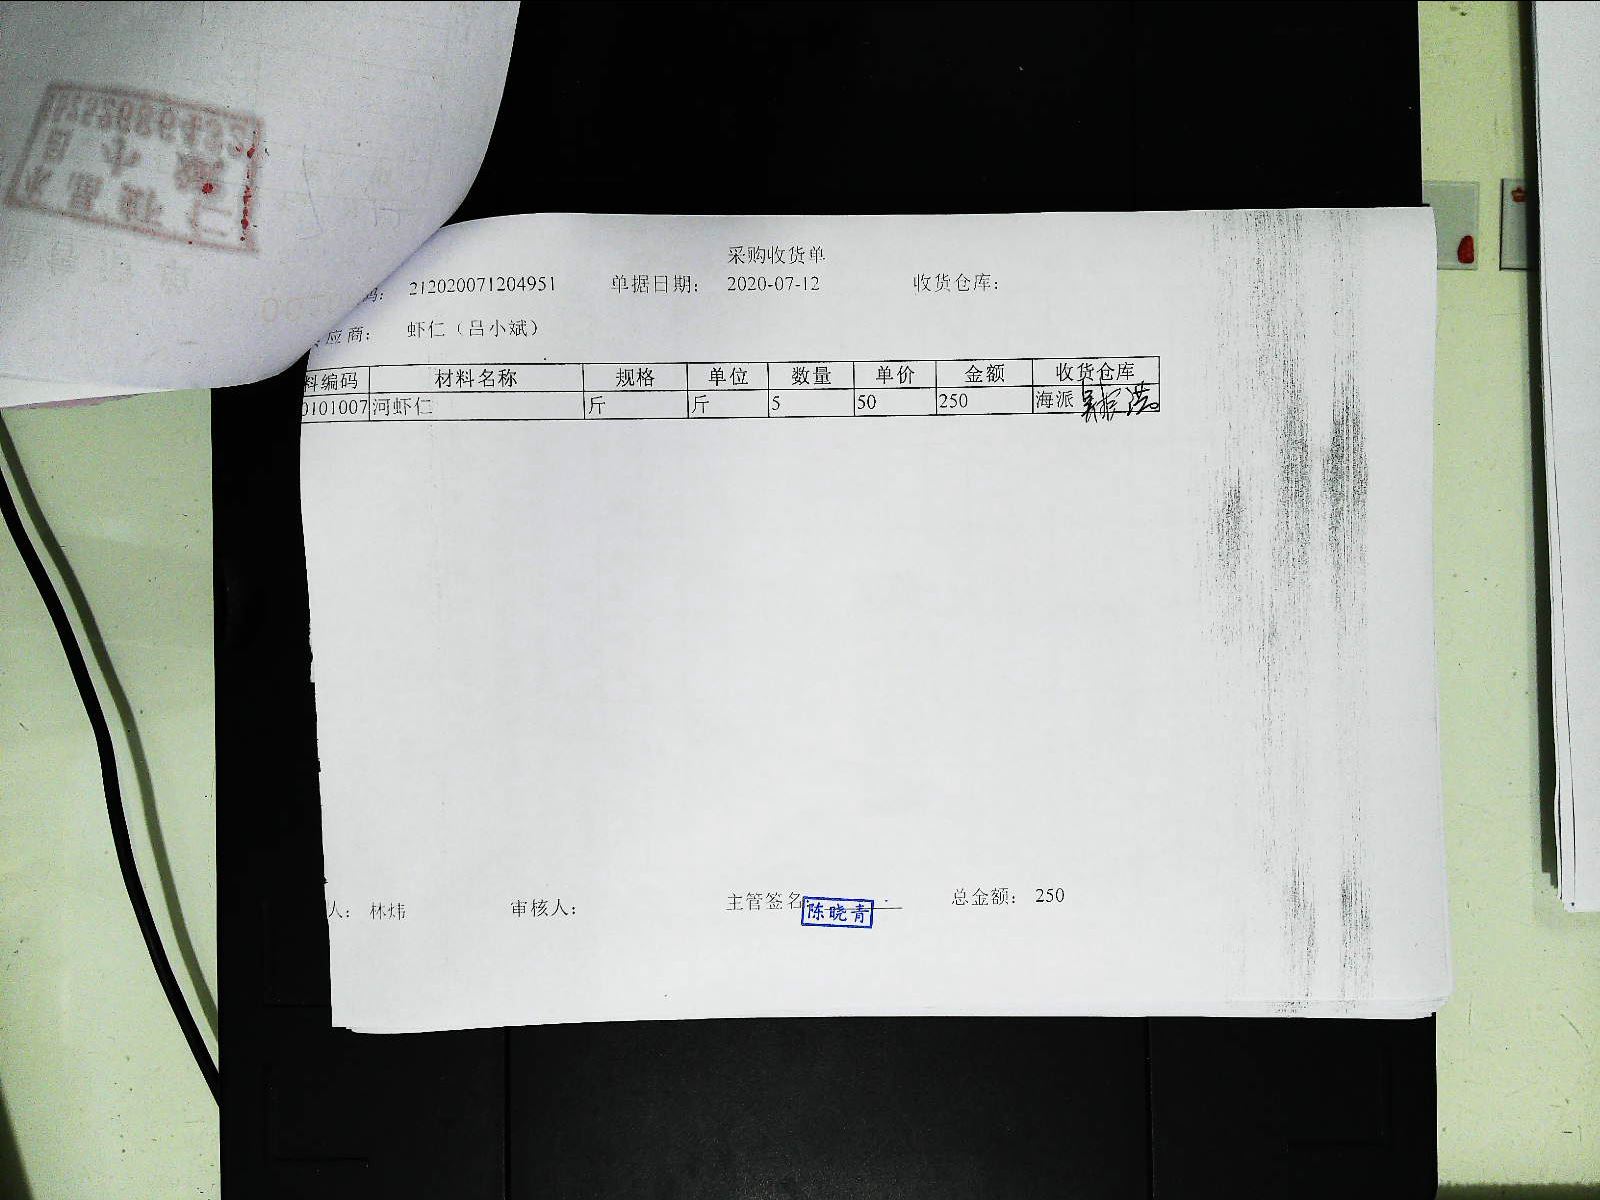 采购收货单
码： 212020071204951 单据日期： 2020-07-12 收货仓库：
应商： 虾仁（吕小斌）
料编码 材料名称 规格 单位 数量 单价 金额 收货仓库
0101007 河虾仁 斤 斤 5 50 250 海派
人： 林炜 审核人： 主管签名 陈晓青 总金额： 250